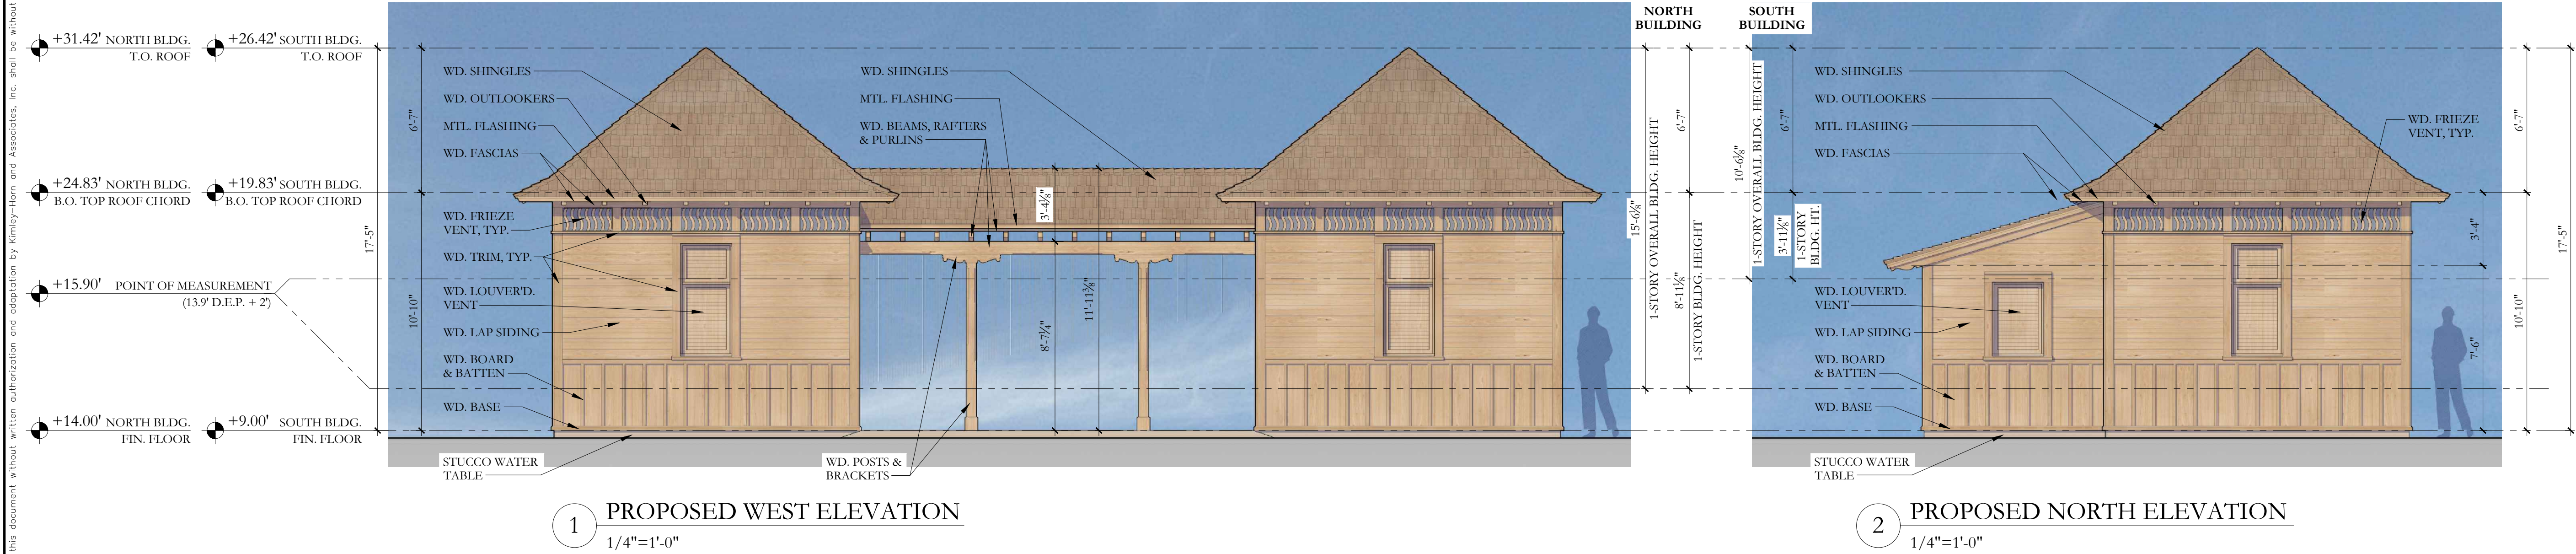 this document without written authorization and adaptation by Kimley-Horn and Associates, Inc. shall be without
+31.42' NORTH BLDG.
T.O. ROOF
+26.42' SOUTH BLDG.
T.O. ROOF
+24.83' NORTH BLDG.
B.O. TOP ROOF CHORD
+19.83' SOUTH BLDG.
B.O. TOP ROOF CHORD
+15.90' POINT OF MEASUREMENT
(13.9' D.E.P. + 2')
+14.00' NORTH BLDG.
FIN. FLOOR
+9.00' SOUTH BLDG.
FIN. FLOOR
17'-5"
6'-7"
10'-10"
WD. SHINGLES
WD. OUTLOOKERS
MTL. FLASHING
WD. FASCIAS
WD. FRIEZE
VENT, TYP.
WD. TRIM, TYP.
WD. LOUVER'D.
VENT
WD. LAP SIDING
WD. BOARD
& BATTEN
WD. BASE
STUCCO WATER
TABLE
WD. SHINGLES
MTL. FLASHING
WD. BEAMS, RAFTERS
& PURLINS
3'-4⅛"
8'-7¼"
11'-11⅜"
WD. POSTS &
BRACKETS
NORTH
BUILDING
15'-6⅛"
1-STORY OVERALL BLDG. HEIGHT
6'-7"
8'-11⅛"
1-STORY BLDG. HEIGHT
SOUTH
BUILDING
10'-6⅛"
1-STORY OVERALL BLDG. HEIGHT
6'-7"
3'-11⅛"
1-STORY
BLDG. HT.
WD. SHINGLES
WD. OUTLOOKERS
MTL. FLASHING
WD. FASCIAS
WD. LOUVER'D.
VENT
WD. LAP SIDING
WD. BOARD
& BATTEN
WD. BASE
STUCCO WATER
TABLE
WD. FRIEZE
VENT, TYP.
3'-4"
7'-6"
6'-7"
10'-10"
17'-5"
1 PROPOSED WEST ELEVATION
1/4"=1'-0"
2 PROPOSED NORTH ELEVATION
1/4"=1'-0"